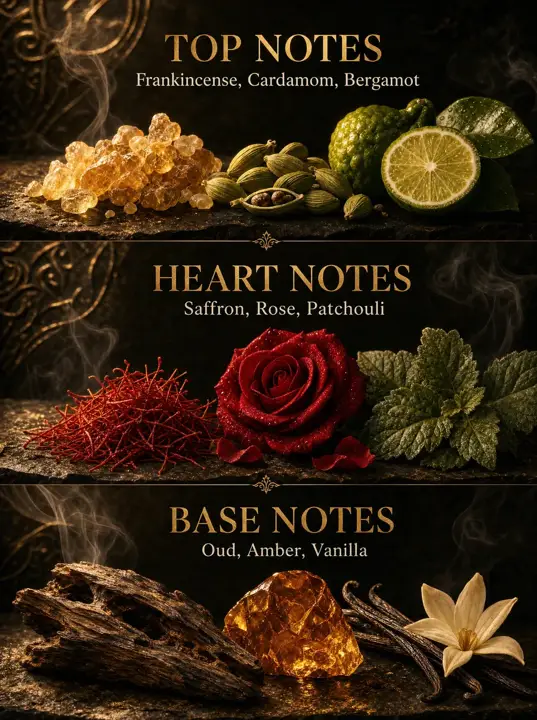 TOP NOTES
Frankincense, Cardamom, Bergamot
HEART NOTES
Saffron, Rose, Patchouli
BASE NOTES
Oud, Amber, Vanilla